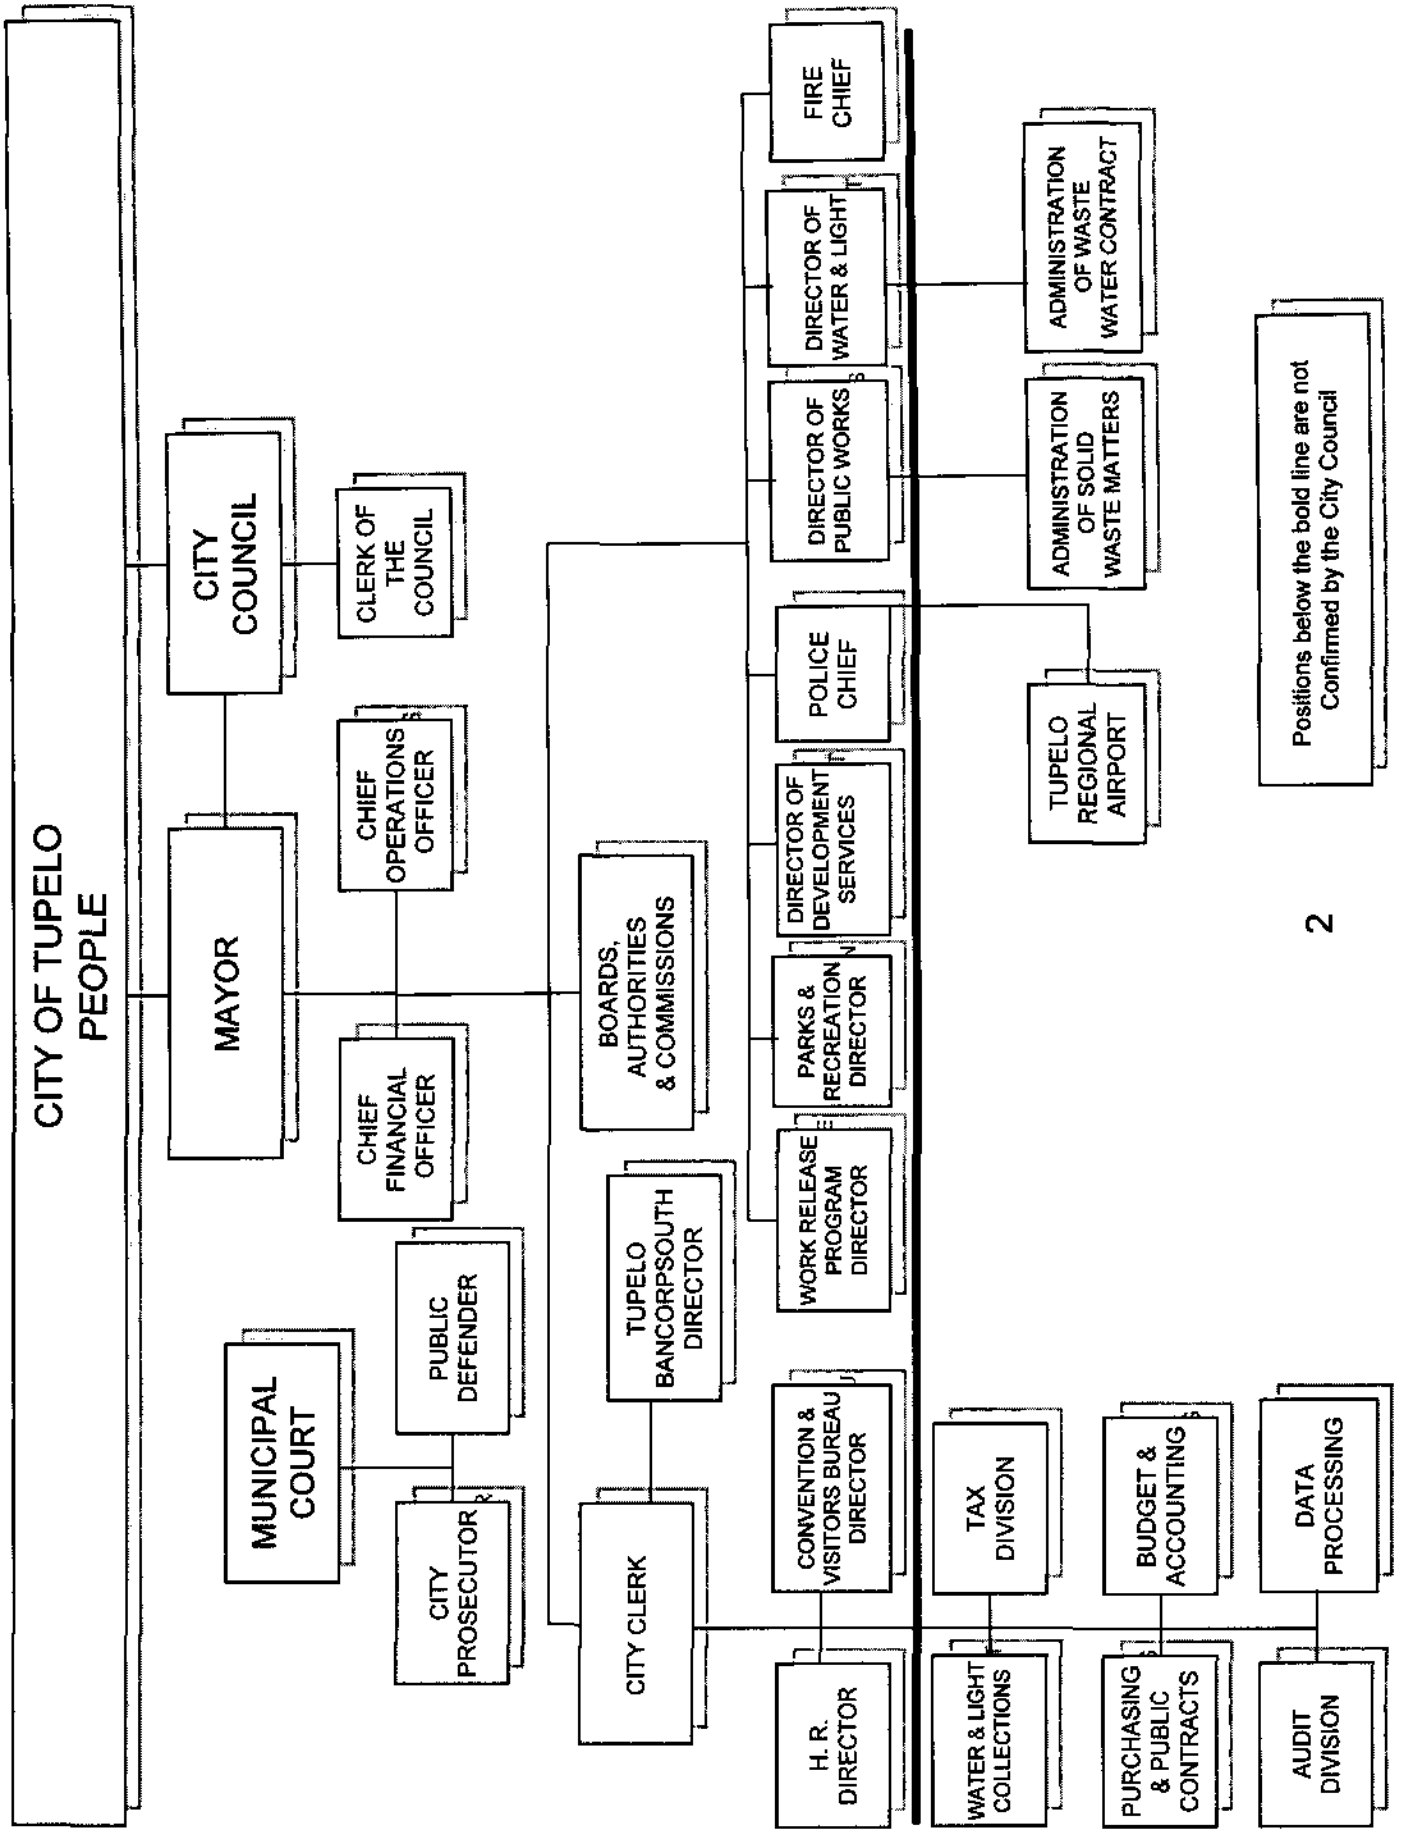 CITY OF TUPELO
PEOPLE
MAYOR
CITY
COUNCIL
CLERK OF
THE
COUNCIL
CHIEF
FINANCIAL
OFFICER
CHIEF
OPERATIONS
OFFICER
MUNICIPAL
COURT
CITY
PROSECUTOR
PUBLIC
DEFENDER
CITY CLERK
TUPELO
BANCORPSOUTH
DIRECTOR
BOARDS,
AUTHORITIES
& COMMISSIONS
H. R.
DIRECTOR
CONVENTION &
VISITORS BUREAU
DIRECTOR
WORK RELEASE
PROGRAM
DIRECTOR
PARKS &
RECREATION
DIRECTOR
DIRECTOR OF
DEVELOPMENT
SERVICES
POLICE
CHIEF
DIRECTOR OF
PUBLIC WORKS
DIRECTOR OF
WATER & LIGHT
FIRE
CHIEF
WATER & LIGHT
COLLECTIONS
TAX
DIVISION
PURCHASING
& PUBLIC
CONTRACTS
BUDGET &
ACCOUNTING
AUDIT
DIVISION
DATA
PROCESSING
TUPELO
REGIONAL
AIRPORT
ADMINISTRATION
OF SOLID
WASTE MATTERS
ADMINISTRATION
OF WASTE
WATER CONTRACT
Positions below the bold line are not
Confirmed by the City Council
2